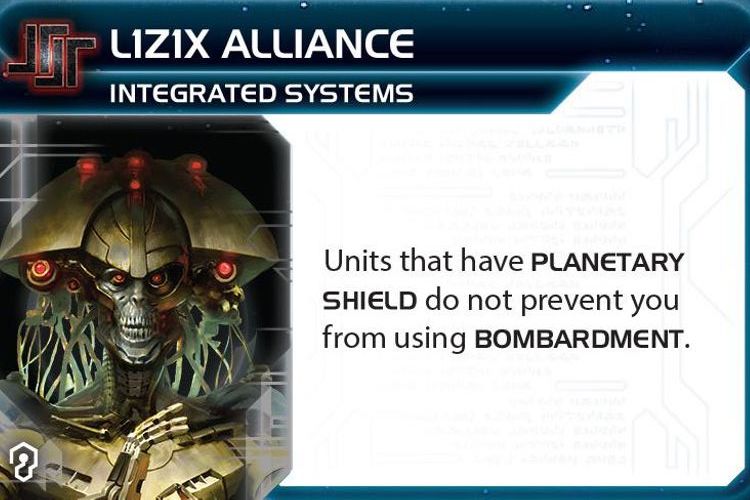 L1Z1X ALLIANCE
INTEGRATED SYSTEMS
Units that have PLANETARY
SHIELD do not prevent you
from using BOMBARDMENT.